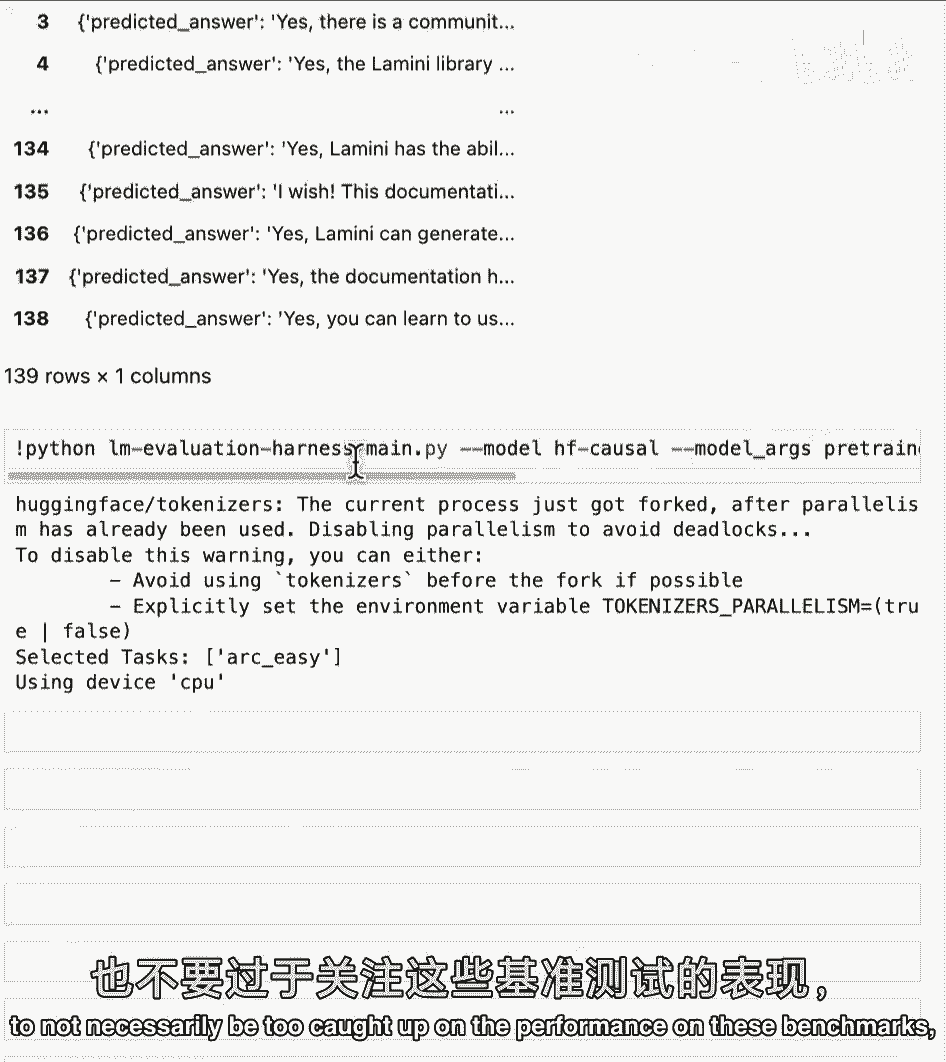 3 {'predicted_answer': 'Yes, there is a communit...
4 {'predicted_answer': 'Yes, the Lamini library ...
... ...
134 {'predicted_answer': 'Yes, Lamini has the abil...
135 {'predicted_answer': 'I wish! This documentati...
136 {'predicted_answer': 'Yes, Lamini can generate...
137 {'predicted_answer': 'Yes, the documentation h...
138 {'predicted_answer': 'Yes, you can learn to us...
139 rows × 1 columns
!python lm-evaluation-harness/main.py --model hf-causal --model_args pretrain
huggingface/tokenizers: The current process just got forked, after parallelis
m has already been used. Disabling parallelism to avoid deadlocks...
To disable this warning, you can either:
- Avoid using `tokenizers` before the fork if possible
- Explicitly set the environment variable TOKENIZERS_PARALLELISM=(tru
e | false)
Selected Tasks: ['arc_easy']
Using device 'cpu'
也不要过于关注这些基准测试的表现，
to not necessarily be too caught up on the performance on these benchmarks,